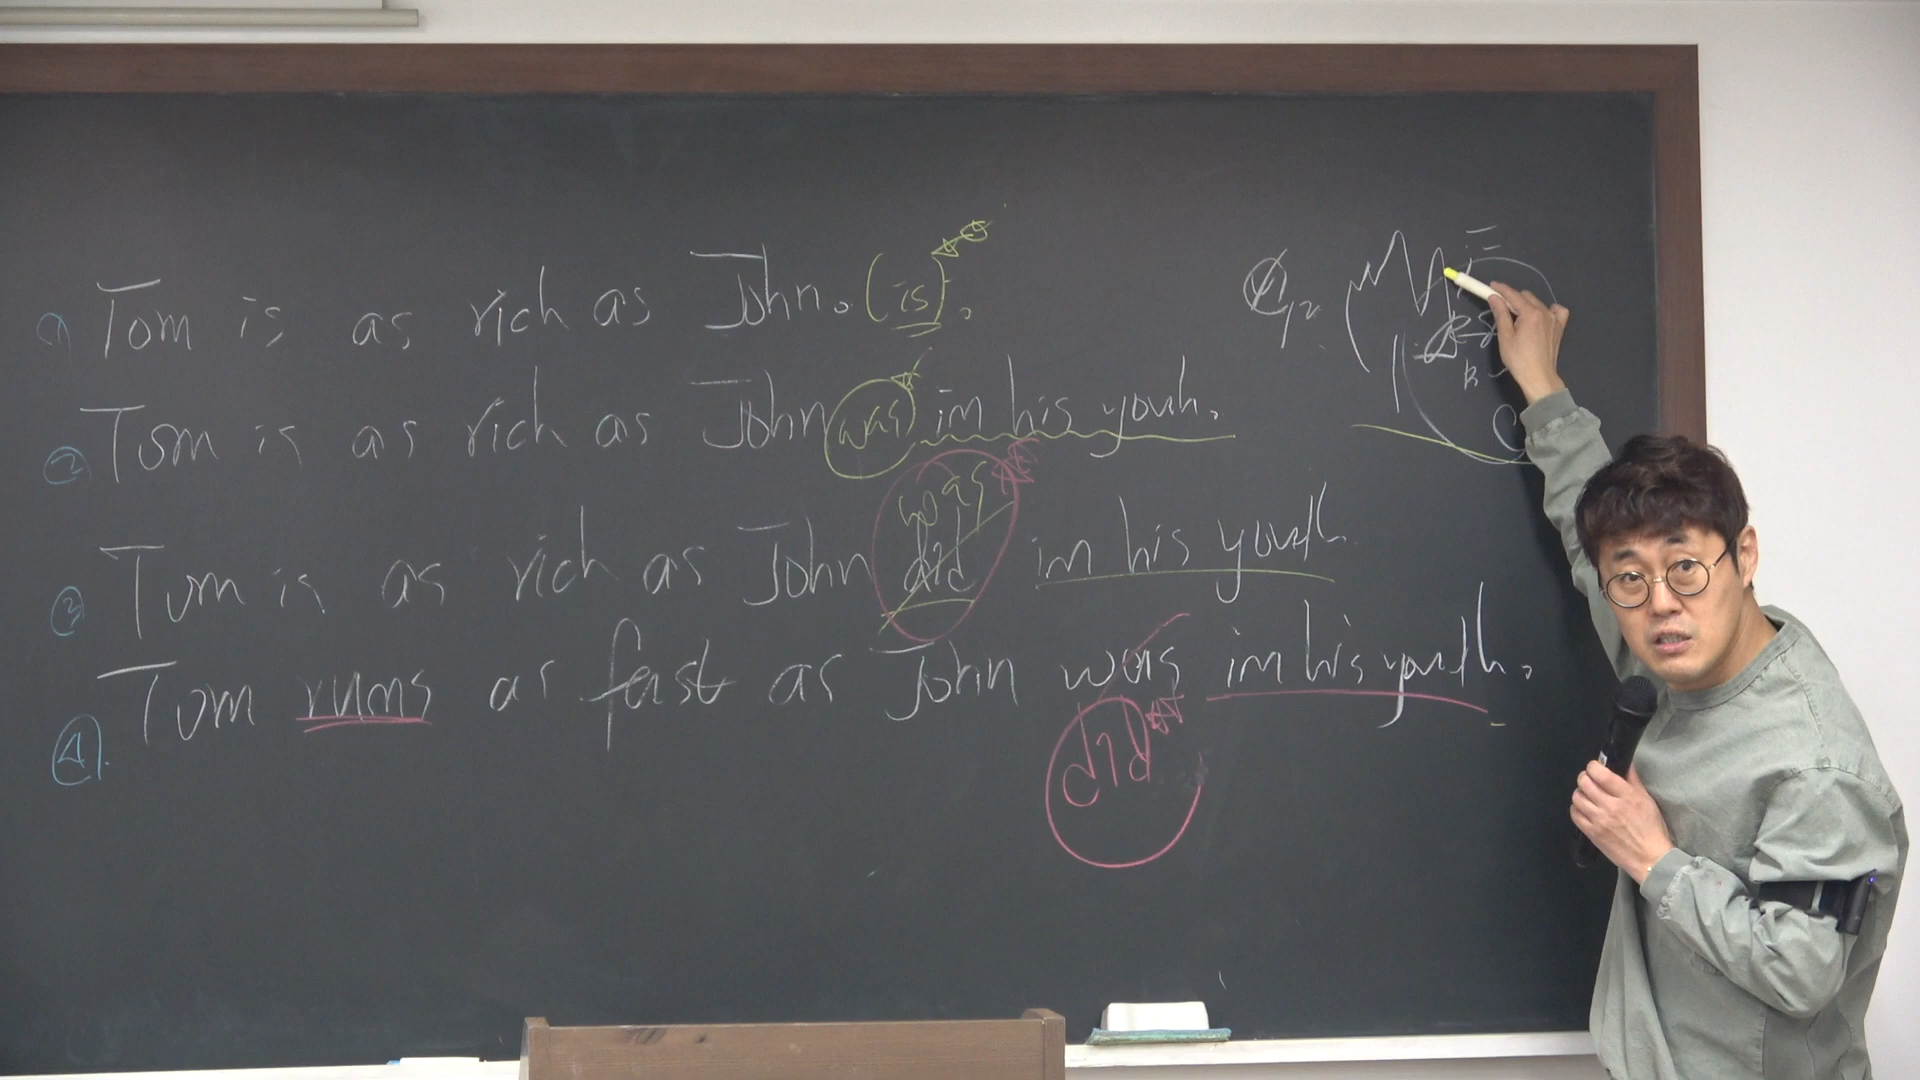 ① Tom is as rich as John. (is).
② Tom is as rich as John was in his youh.
was
③ Tom is as rich as John did in his youth.
④ Tom runs as fast as John was in his youth.
did